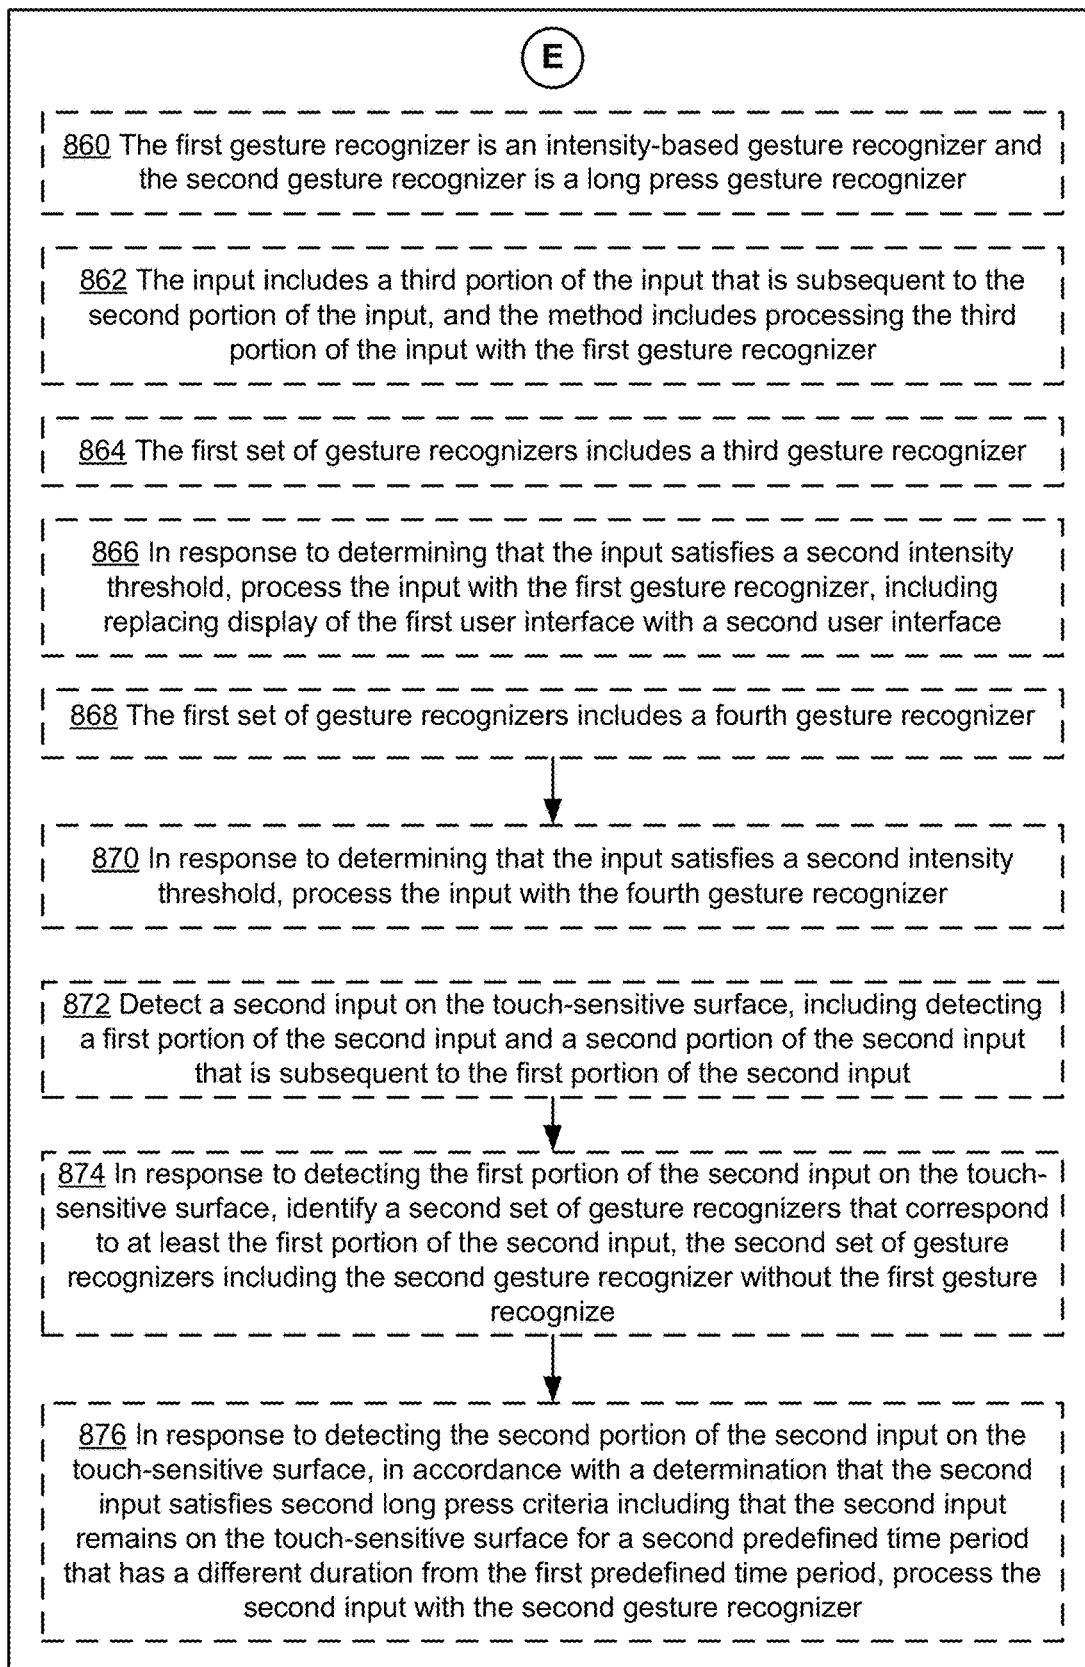 E
860 The first gesture recognizer is an intensity-based gesture recognizer and
the second gesture recognizer is a long press gesture recognizer
862 The input includes a third portion of the input that is subsequent to the
second portion of the input, and the method includes processing the third
portion of the input with the first gesture recognizer
864 The first set of gesture recognizers includes a third gesture recognizer
866 In response to determining that the input satisfies a second intensity
threshold, process the input with the first gesture recognizer, including
replacing display of the first user interface with a second user interface
868 The first set of gesture recognizers includes a fourth gesture recognizer
870 In response to determining that the input satisfies a second intensity
threshold, process the input with the fourth gesture recognizer
872 Detect a second input on the touch-sensitive surface, including detecting
a first portion of the second input and a second portion of the second input
that is subsequent to the first portion of the second input
874 In response to detecting the first portion of the second input on the touch-
sensitive surface, identify a second set of gesture recognizers that correspond
to at least the first portion of the second input, the second set of gesture
recognizers including the second gesture recognizer without the first gesture
recognize
876 In response to detecting the second portion of the second input on the
touch-sensitive surface, in accordance with a determination that the second
input satisfies second long press criteria including that the second input
remains on the touch-sensitive surface for a second predefined time period
that has a different duration from the first predefined time period, process the
second input with the second gesture recognizer